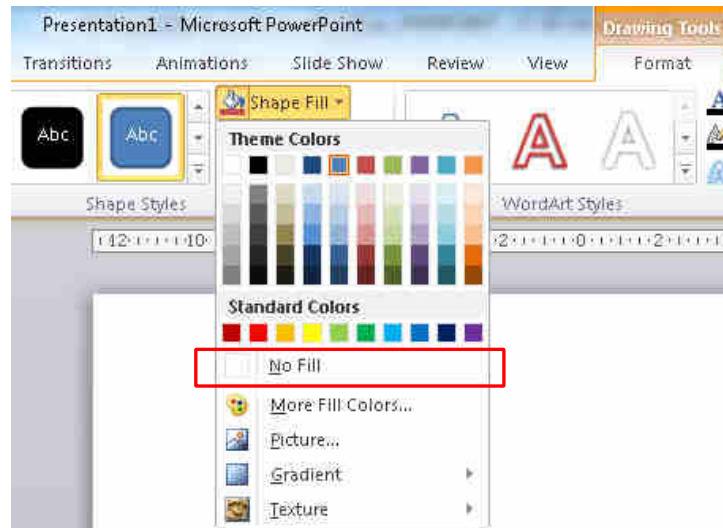 Presentation1 - Microsoft PowerPoint
Drawing Tools
Transitions Animations Slide Show Review View Format
Shape Fill
Abc Abc
Theme Colors
A A
Shape Styles WordArt Styles
Standard Colors
No Fill
More Fill Colors...
Picture...
Gradient
Texture